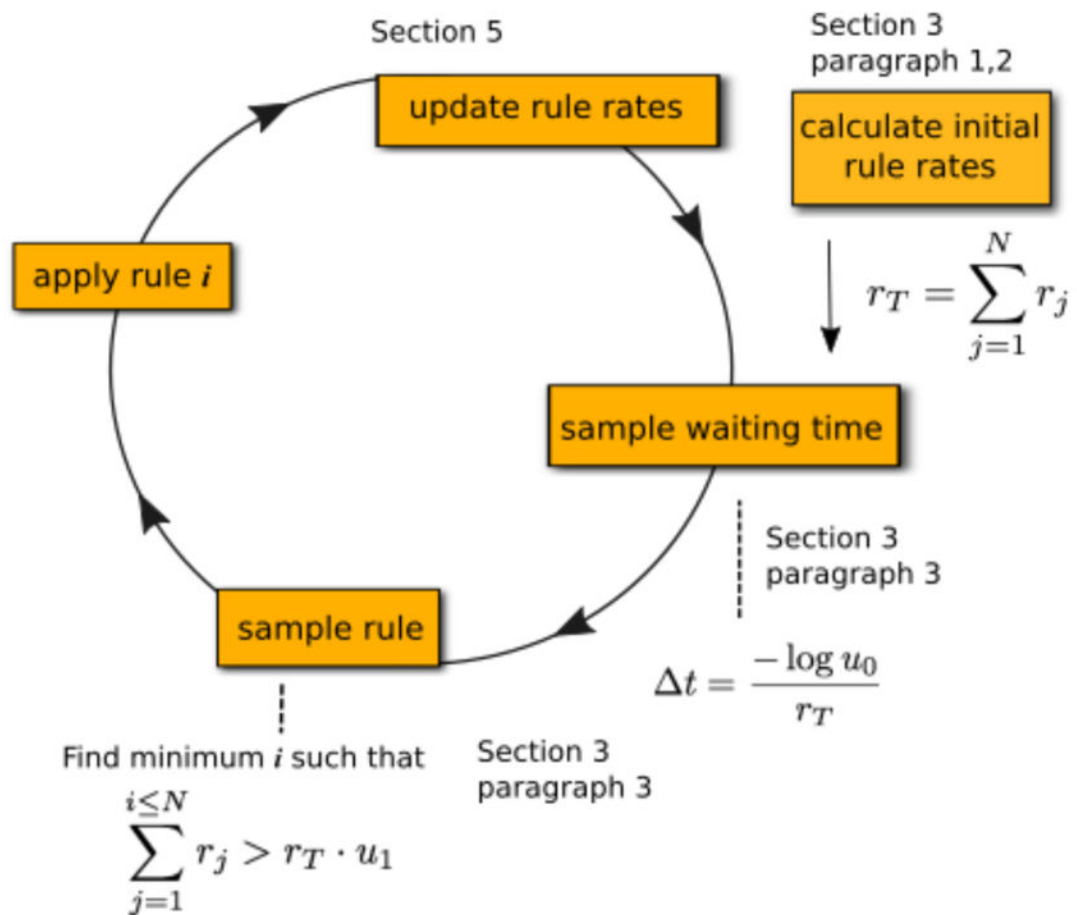 Section 5
update rule rates
Section 3
paragraph 1,2
calculate initial
rule rates
r_T = \sum_{j=1}^{N} r_j
apply rule i
sample waiting time
Section 3
paragraph 3
\Delta t = \frac{-\log u_0}{r_T}
sample rule
Find minimum i such that
\sum_{j=1}^{i \leq N} r_j > r_T \cdot u_1
Section 3
paragraph 3